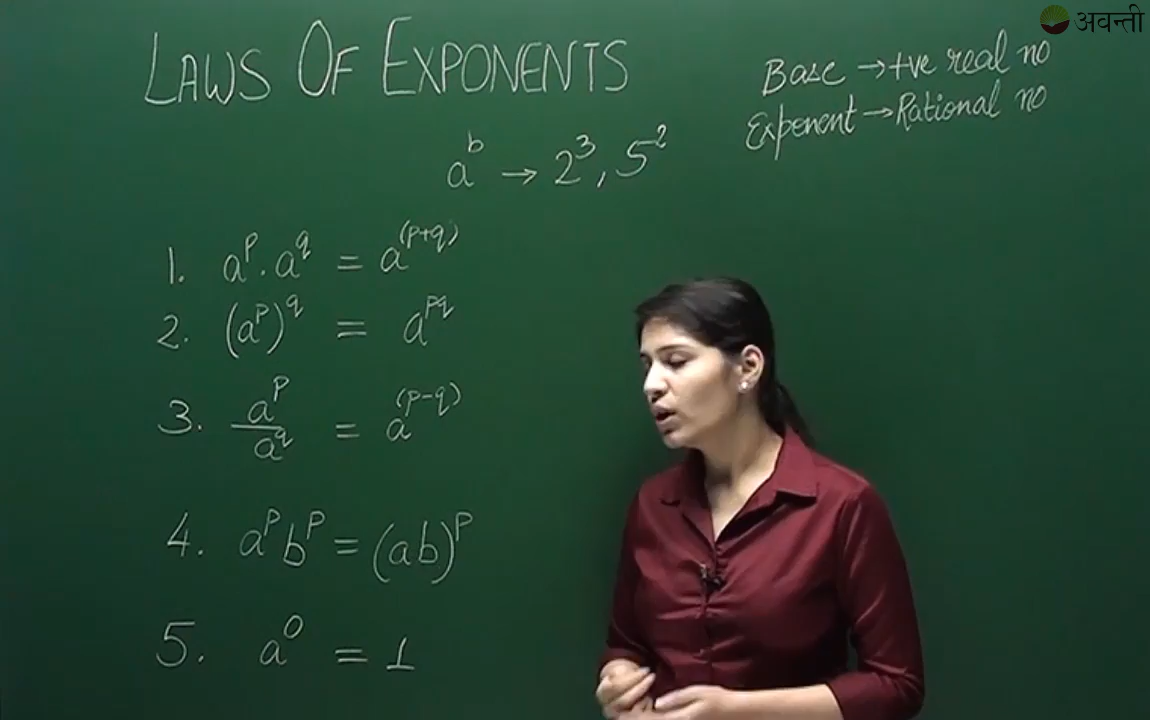 अवन्ती
LAWS OF EXPONENTS
Base → +ve real no
Exponent → Rational no
a^b → 2^3, 5^2
1. a^p . a^q = a^(p+q)
2. (a^p)^q = a^pq
3. a^p / a^q = a^(p-q)
4. a^p b^p = (ab)^p
5. a^0 = 1